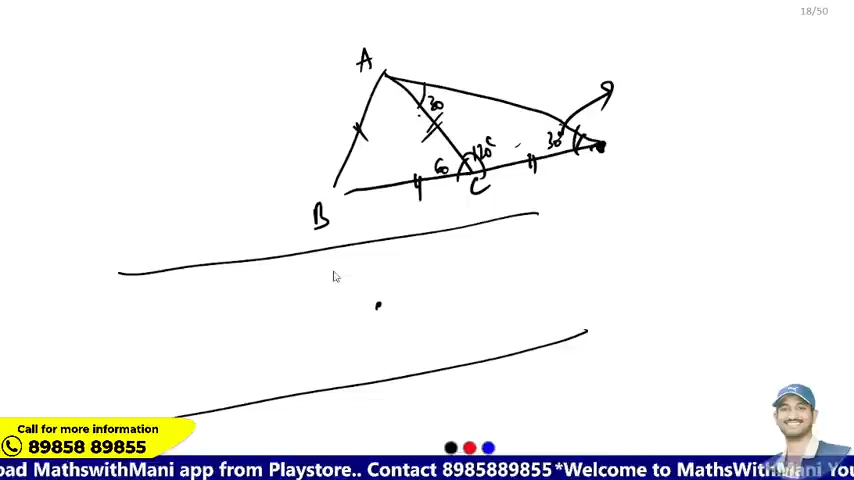 18/50
A
30
120°
30°
60
C
B
Call for more information
89858 89855
oad MathswithMani app from Playstore.. Contact 8985889855*Welcome to MathsWithMani You